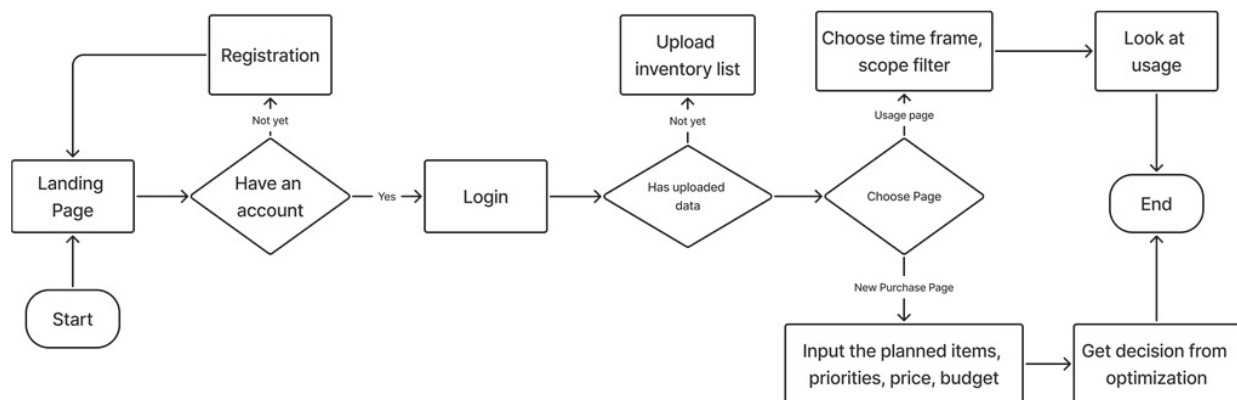 Registration
Not yet
Landing
Page
Start
Have an
account
Yes
Login
Upload
inventory list
Not yet
Has uploaded
data
Choose time frame,
scope filter
Usage page
Choose Page
New Purchase Page
Input the planned items,
priorities, price, budget
Look at
usage
End
Get decision from
optimization